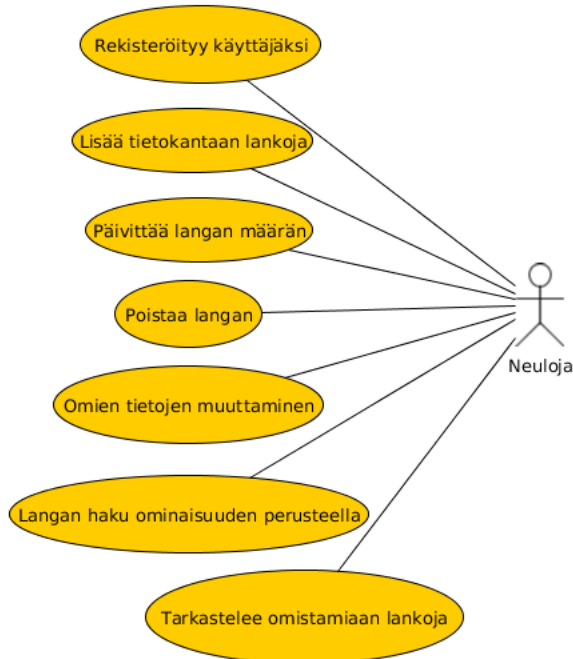 Rekisteröityy käyttäjäksi
Lisää tietokantaan lankoja
Päivittää langan määrän
Poistaa langan
Neuloja
Omien tietojen muuttaminen
Langan haku ominaisuuden perusteella
Tarkastelee omistamiaan lankoja